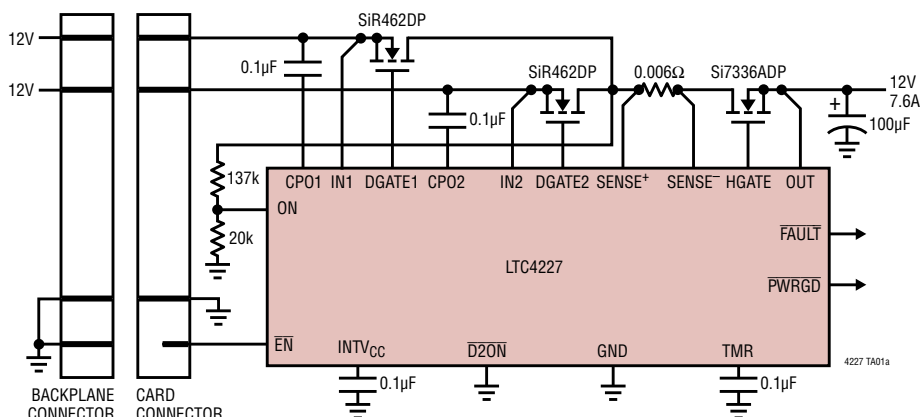 SiR462DP
12V
0.1µF
SiR462DP
0.006Ω
Si7336ADP
12V
12V
7.6A
+
0.1µF
100µF
137k
CPO1
IN1
DGATE1
CPO2
IN2
DGATE2
SENSE+
SENSE–
HGATE
OUT
ON
20k
FAULT
LTC4227
PWRGD
EN
INTVCC
D2ON
GND
TMR
4227 TA01a
0.1µF
0.1µF
BACKPLANE
CONNECTOR
CARD
CONNECTOR